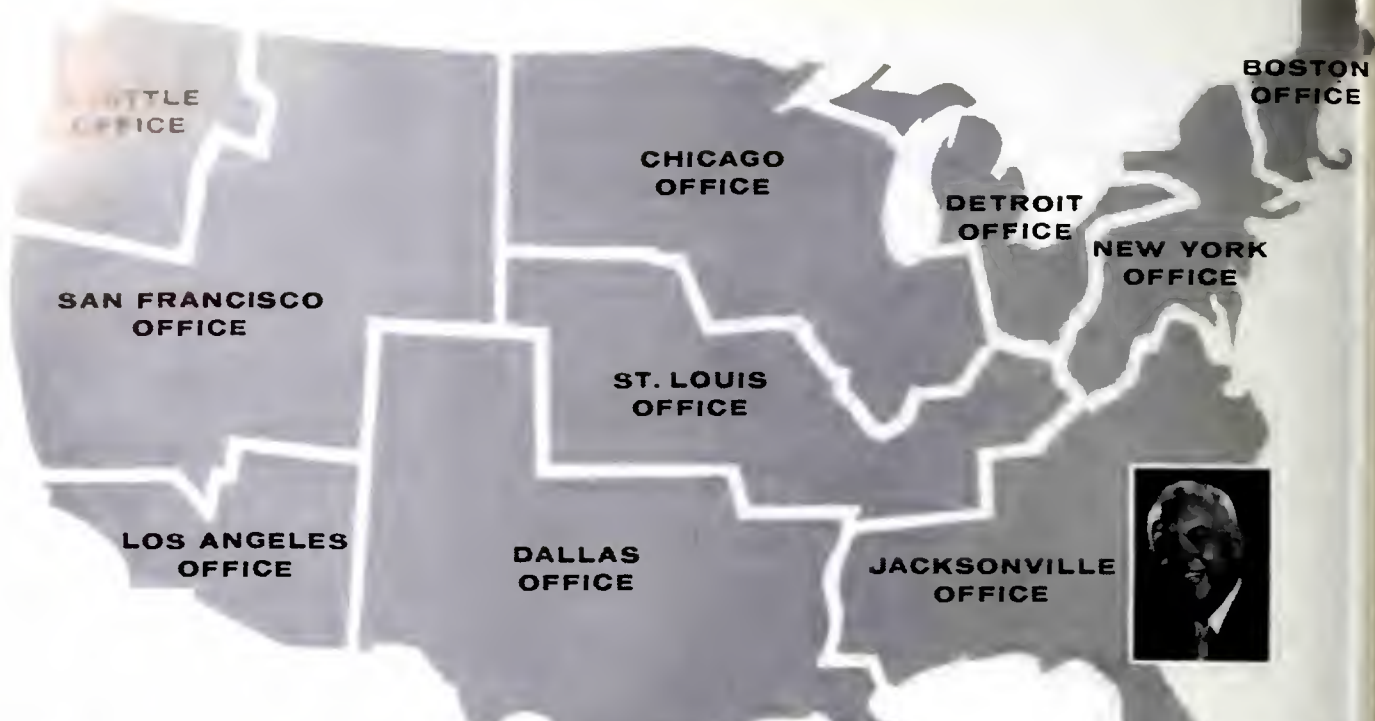 BOSTON
OFFICE
OFFICE
CHICAGO
OFFICE
DETROIT
OFFICE
NEW YORK
OFFICE
SAN FRANCISCO
OFFICE
ST. LOUIS
OFFICE
LOS ANGELES
OFFICE
DALLAS
OFFICE
JACKSONVILLE
OFFICE